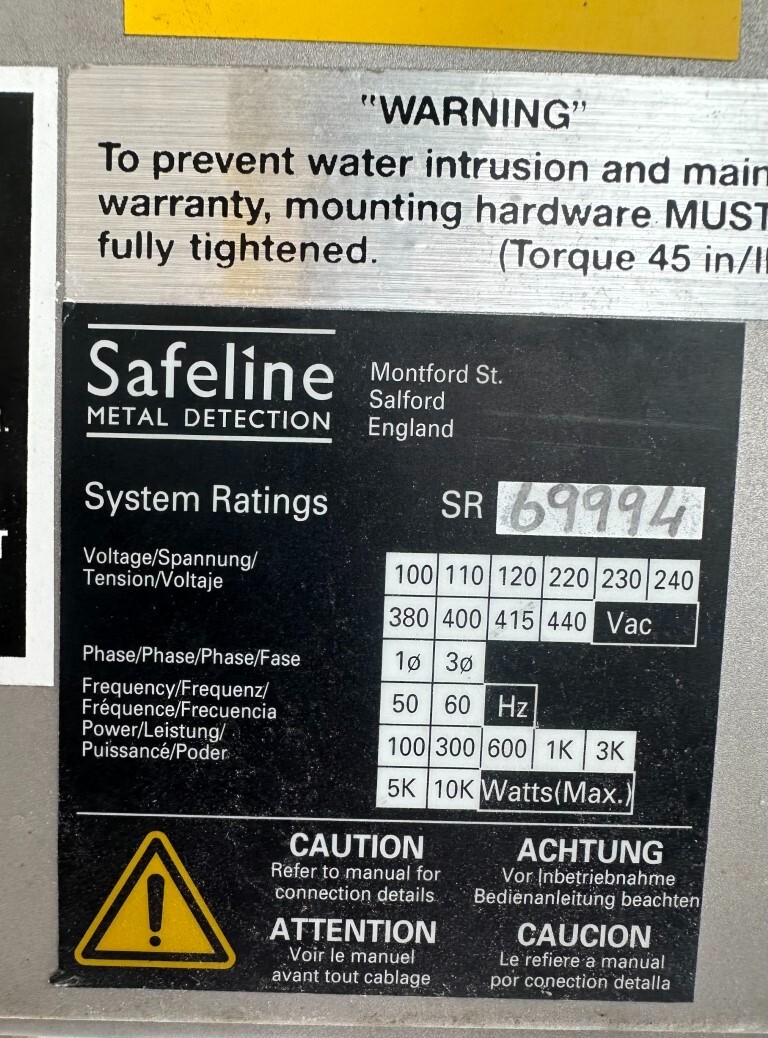 "WARNING"
To prevent water intrusion and main
warranty, mounting hardware MUST
fully tightened. (Torque 45 in/l
Safeline
METAL DETECTION
Montford St.
Salford
England
System Ratings SR 69994
Voltage/Spannung/
Tension/Voltaje
100 110 120 220 230 240
380 400 415 440 Vac
Phase/Phase/Phase/Fase 1ø 3ø
Frequency/Frequenz/
Fréquence/Frecuencia
50 60 Hz
Power/Leistung/
Puissancé/Poder
100 300 600 1K 3K
5K 10K Watts(Max.)
CAUTION
Refer to manual for
connection details
ACHTUNG
Vor Inbetriebnahme
Bedienanleitung beachten
ATTENTION
Voir le manuel
avant tout cablage
CAUCION
Le refiere a manual
por conection detalla